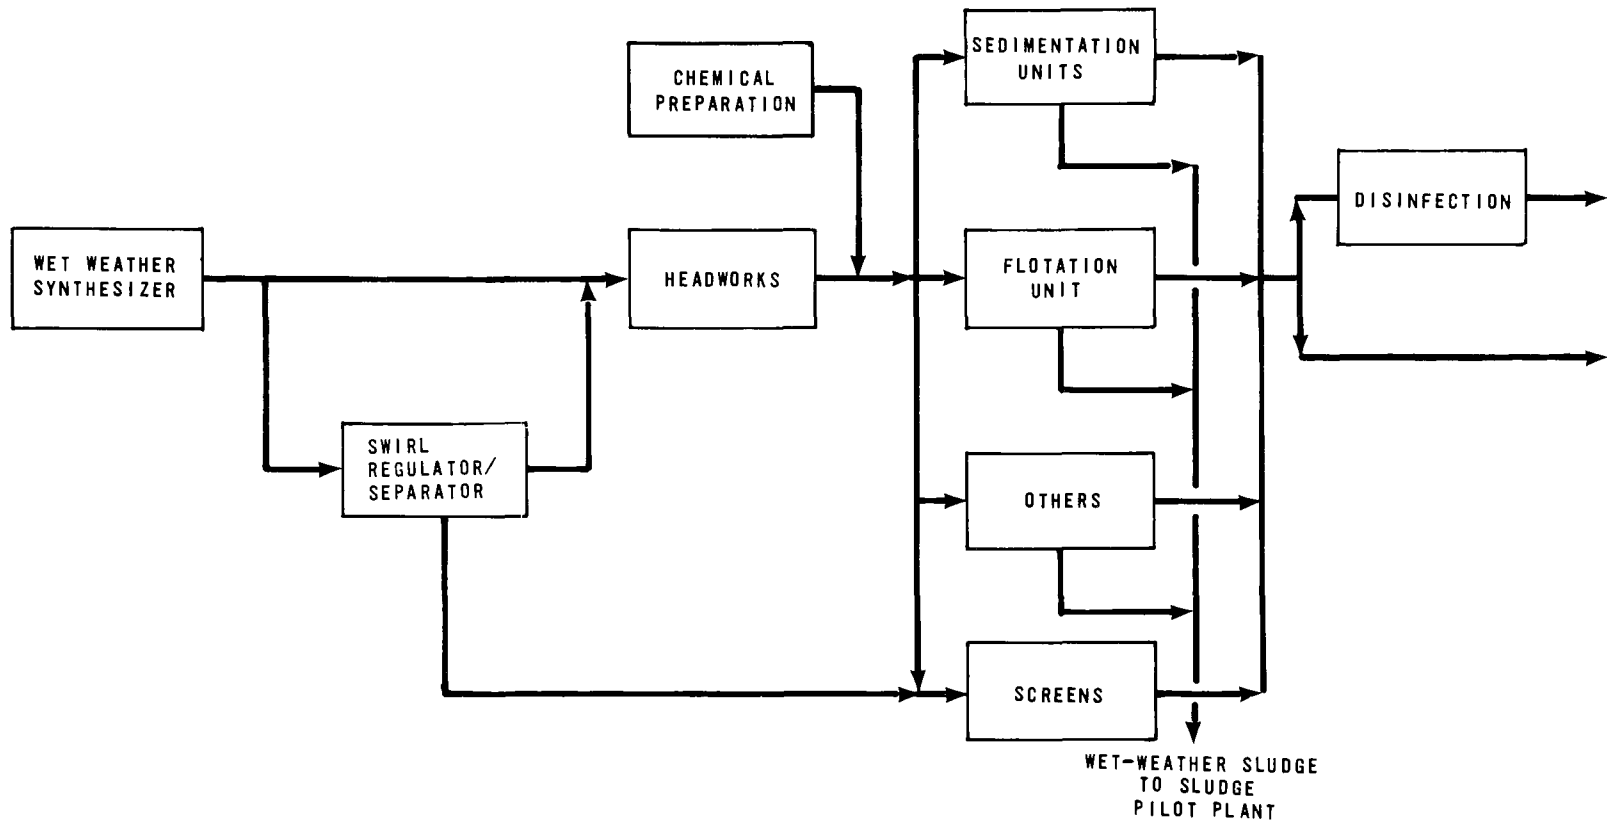 SEDIMENTATION
UNITS
CHEMICAL
PREPARATION
DISINFECTION
WET WEATHER
SYNTHESIZER
HEADWORKS
FLOTATION
UNIT
SWIRL
REGULATOR/
SEPARATOR
OTHERS
SCREENS
WET-WEATHER SLUDGE
TO SLUDGE
PILOT PLANT